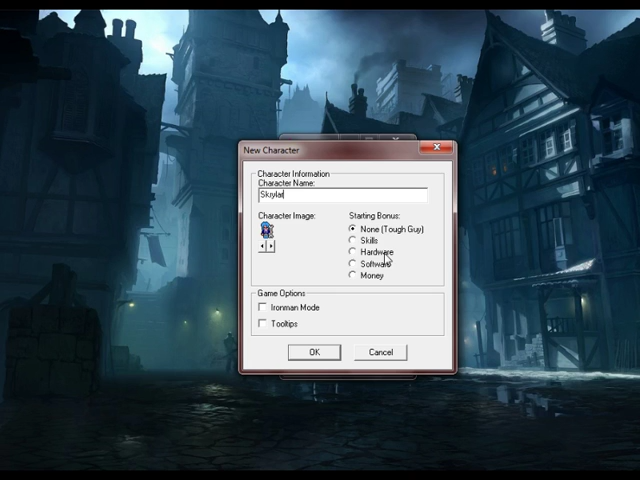 New Character
Character Information
Character Name:
Skiylar
Character Image:
Starting Bonus:
None (Tough Guy)
Skills
Hardware
Software
Money
Game Options
Ironman Mode
Tooltips
OK
Cancel